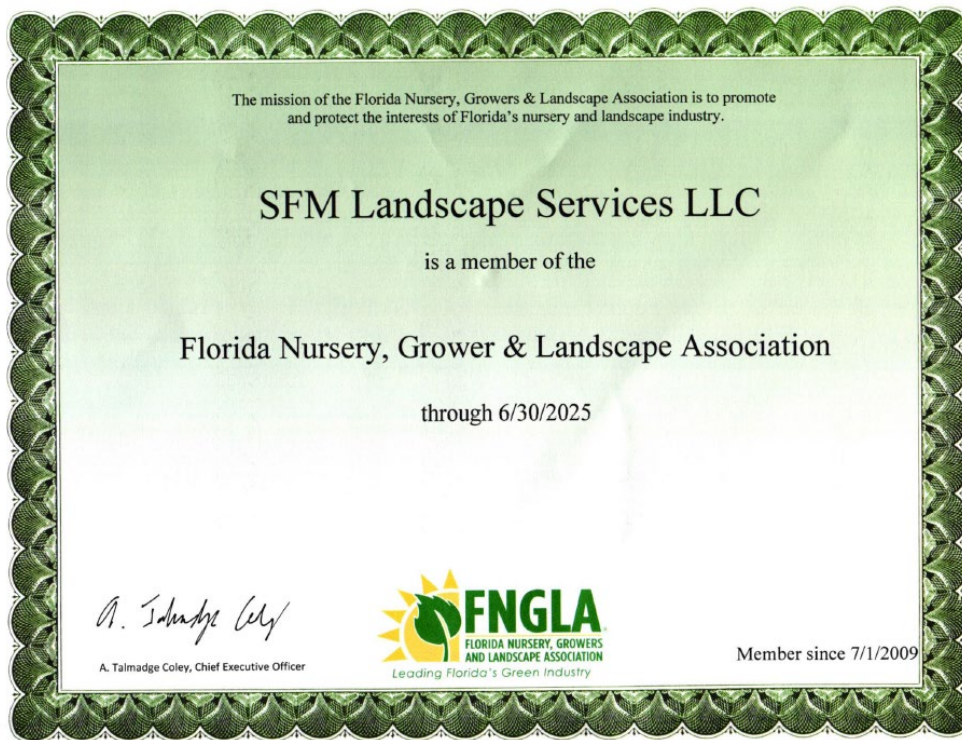 The mission of the Florida Nursery, Growers & Landscape Association is to promote
and protect the interests of Florida's nursery and landscape industry.
SFM Landscape Services LLC
is a member of the
Florida Nursery, Grower & Landscape Association
through 6/30/2025
A. Talmadge Coley
A. Talmadge Coley, Chief Executive Officer
FNGLA
FLORIDA NURSERY, GROWERS
AND LANDSCAPE ASSOCIATION
Leading Florida's Green Industry
Member since 7/1/2009